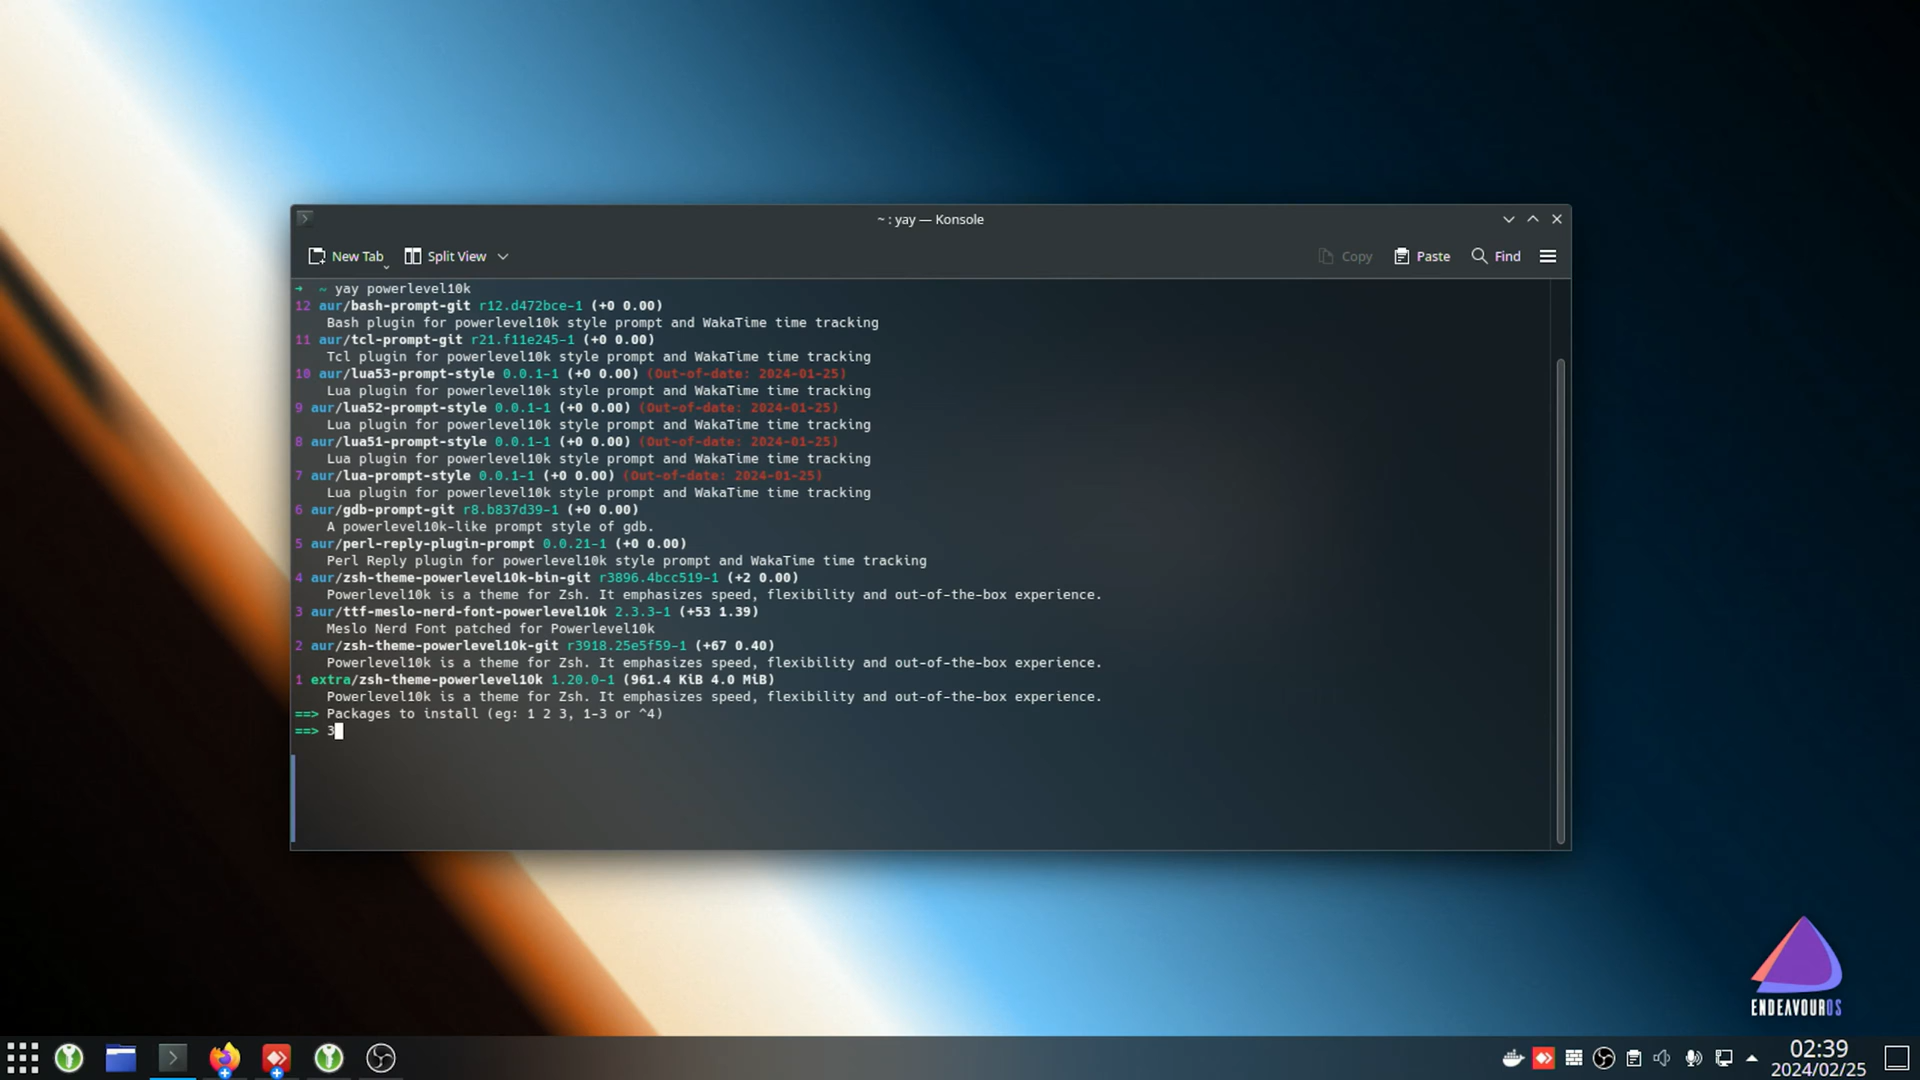 ~ : yay — Konsole
New Tab Split View Copy Paste Find
➜ ~ yay powerlevel10k
12 aur/bash-prompt-git r12.d472bce-1 (+0 0.00)
Bash plugin for powerlevel10k style prompt and WakaTime time tracking
11 aur/tcl-prompt-git r21.f11e245-1 (+0 0.00)
Tcl plugin for powerlevel10k style prompt and WakaTime time tracking
10 aur/lua53-prompt-style 0.0.1-1 (+0 0.00) (Out-of-date: 2024-01-25)
Lua plugin for powerlevel10k style prompt and WakaTime time tracking
9 aur/lua52-prompt-style 0.0.1-1 (+0 0.00) (Out-of-date: 2024-01-25)
Lua plugin for powerlevel10k style prompt and WakaTime time tracking
8 aur/lua51-prompt-style 0.0.1-1 (+0 0.00) (Out-of-date: 2024-01-25)
Lua plugin for powerlevel10k style prompt and WakaTime time tracking
7 aur/lua-prompt-style 0.0.1-1 (+0 0.00) (Out-of-date: 2024-01-25)
Lua plugin for powerlevel10k style prompt and WakaTime time tracking
6 aur/gdb-prompt-git r8.b837d39-1 (+0 0.00)
A powerlevel10k-like prompt style of gdb.
5 aur/perl-reply-plugin-prompt 0.0.21-1 (+0 0.00)
Perl Reply plugin for powerlevel10k style prompt and WakaTime time tracking
4 aur/zsh-theme-powerlevel10k-bin-git r3896.4bcc519-1 (+2 0.00)
Powerlevel10k is a theme for Zsh. It emphasizes speed, flexibility and out-of-the-box experience.
3 aur/ttf-meslo-nerd-font-powerlevel10k 2.3.3-1 (+53 1.39)
Meslo Nerd Font patched for Powerlevel10k
2 aur/zsh-theme-powerlevel10k-git r3918.25e5f59-1 (+67 0.40)
Powerlevel10k is a theme for Zsh. It emphasizes speed, flexibility and out-of-the-box experience.
1 extra/zsh-theme-powerlevel10k 1.20.0-1 (961.4 KiB 4.0 MiB)
Powerlevel10k is a theme for Zsh. It emphasizes speed, flexibility and out-of-the-box experience.
==> Packages to install (eg: 1 2 3, 1-3 or ^4)
==> 3
ENDEAVOUROS
02:39
2024/02/25